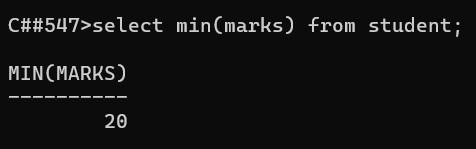 C##547>select min(marks) from student;
MIN(MARKS)
----------
20